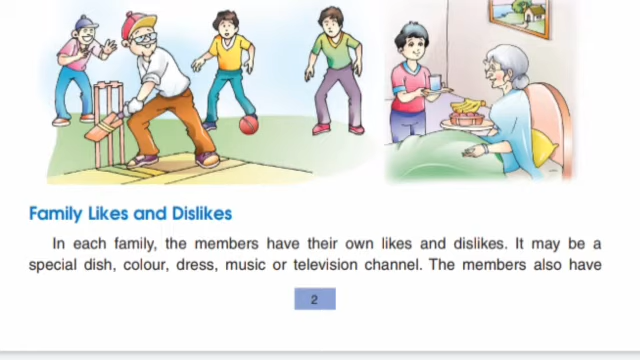 Family Likes and Dislikes
In each family, the members have their own likes and dislikes. It may be a
special dish, colour, dress, music or television channel. The members also have
2